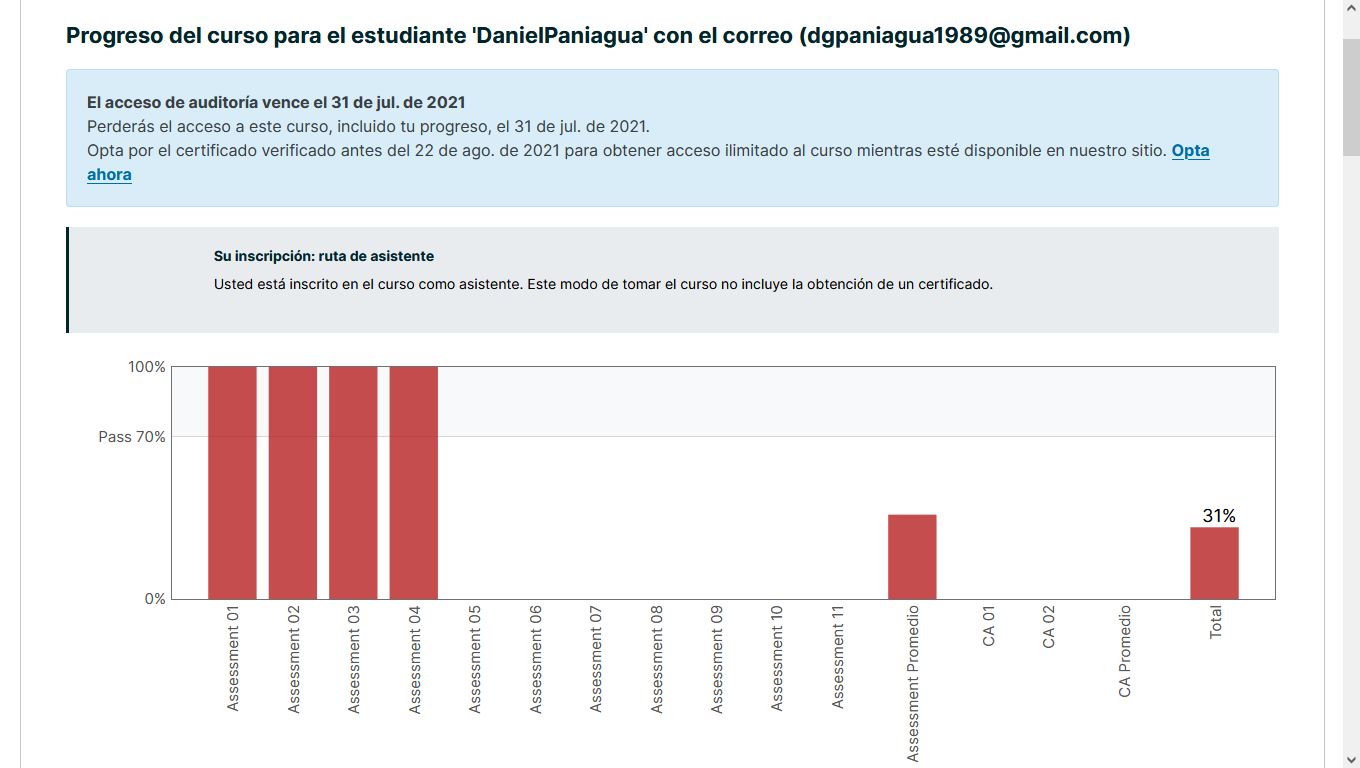 Progreso del curso para el estudiante 'DanielPaniagua' con el correo (dgpaniagua1989@gmail.com)
El acceso de auditoría vence el 31 de jul. de 2021
Perderás el acceso a este curso, incluido tu progreso, el 31 de jul. de 2021.
Opta por el certificado verificado antes del 22 de ago. de 2021 para obtener acceso ilimitado al curso mientras esté disponible en nuestro sitio. Opta
ahora
Su inscripción: ruta de asistente
Usted está inscrito en el curso como asistente. Este modo de tomar el curso no incluye la obtención de un certificado.
100%
Pass 70%
31%
0%
Assessment 01
Assessment 02
Assessment 03
Assessment 04
Assessment 05
Assessment 06
Assessment 07
Assessment 08
Assessment 09
Assessment 10
Assessment 11
Assessment Promedio
CA 01
CA 02
CA Promedio
Total